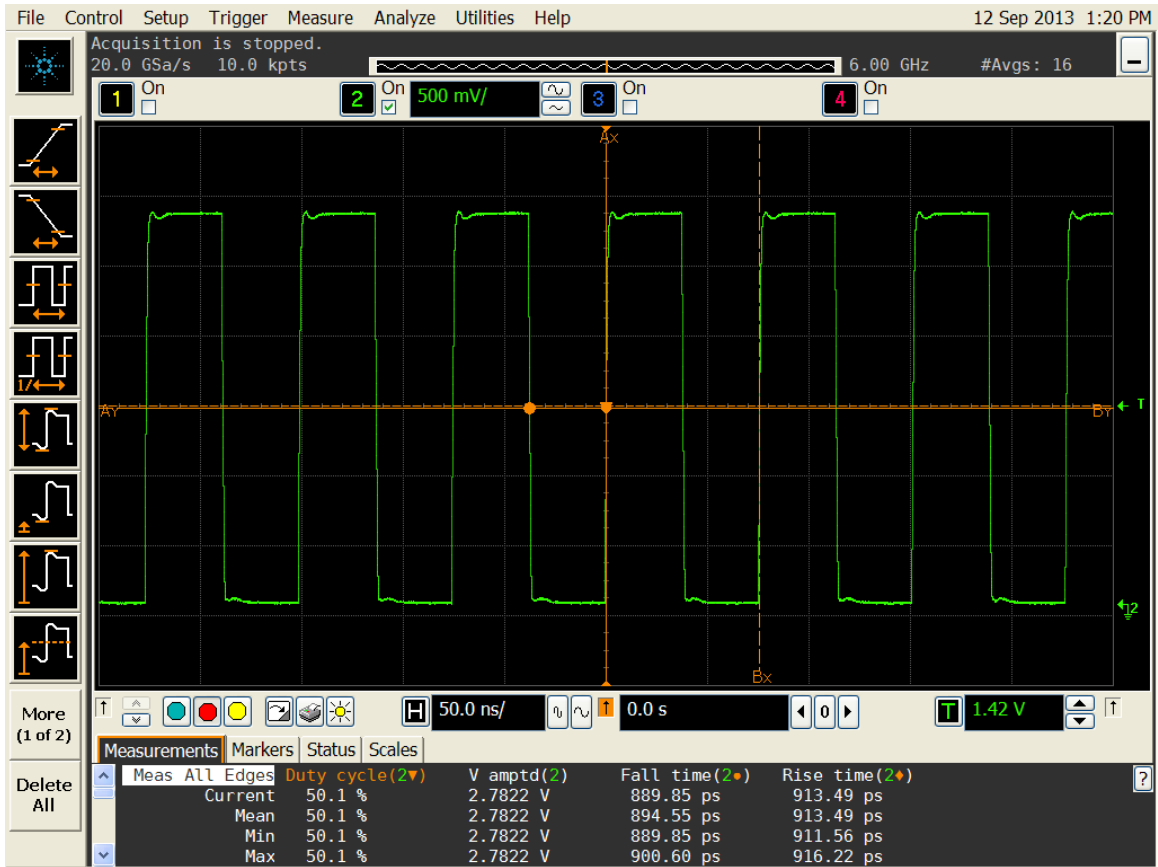 File Control Setup Trigger Measure Analyze Utilities Help 12 Sep 2013 1:20 PM
Acquisition is stopped.
20.0 GSa/s 10.0 kpts 6.00 GHz #Avgs: 16
1 On 2 On 500 mV/ 3 On 4 On
Ax
1/
AY BY T
2
Bx
More
(1 of 2)
Delete
All
H 50.0 ns/ 0.0 s 0 T 1.42 V
Measurements Markers Status Scales
Meas All Edges Duty cycle(2▼) V amptd(2) Fall time(2●) Rise time(2♦) ?
Current 50.1 % 2.7822 V 889.85 ps 913.49 ps
Mean 50.1 % 2.7822 V 894.55 ps 913.49 ps
Min 50.1 % 2.7822 V 889.85 ps 911.56 ps
Max 50.1 % 2.7822 V 900.60 ps 916.22 ps